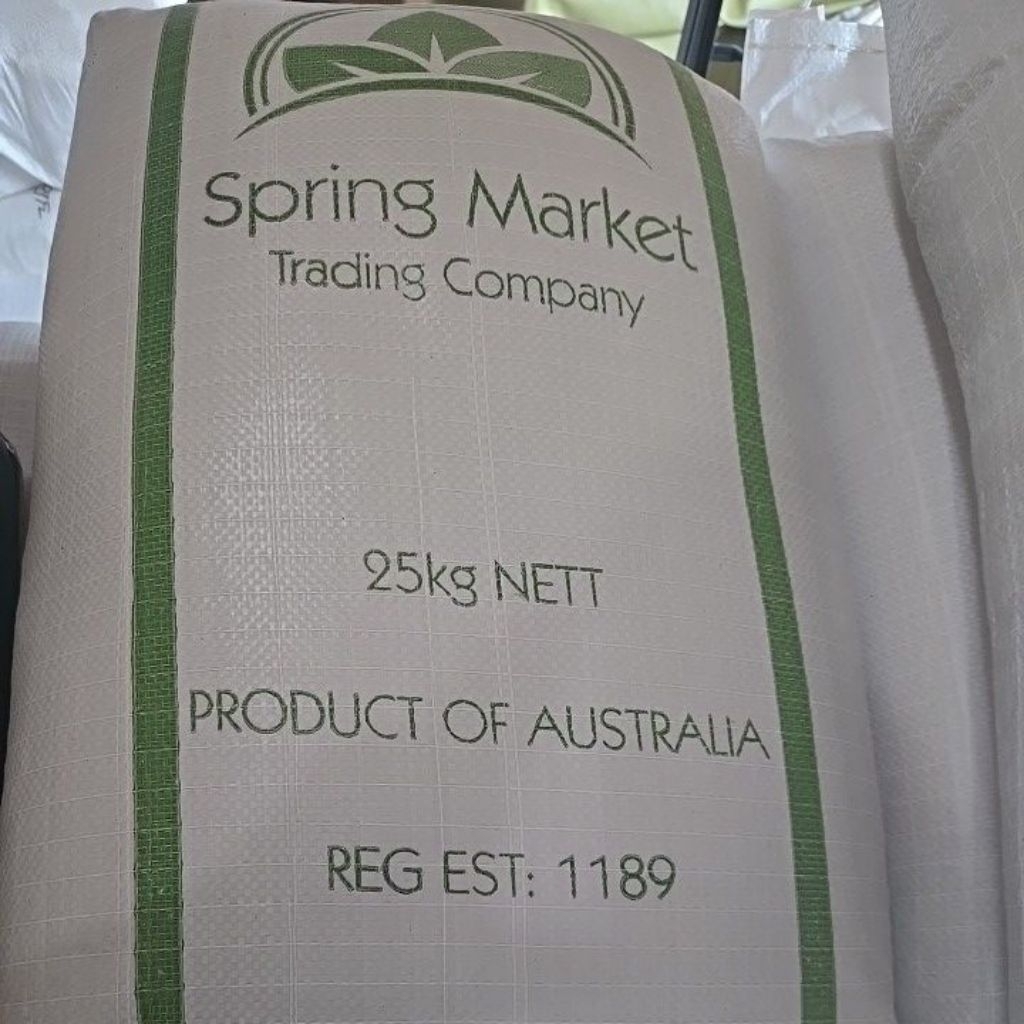 Spring Market
Trading Company
25kg NETT
PRODUCT OF AUSTRALIA
REG EST: 1189